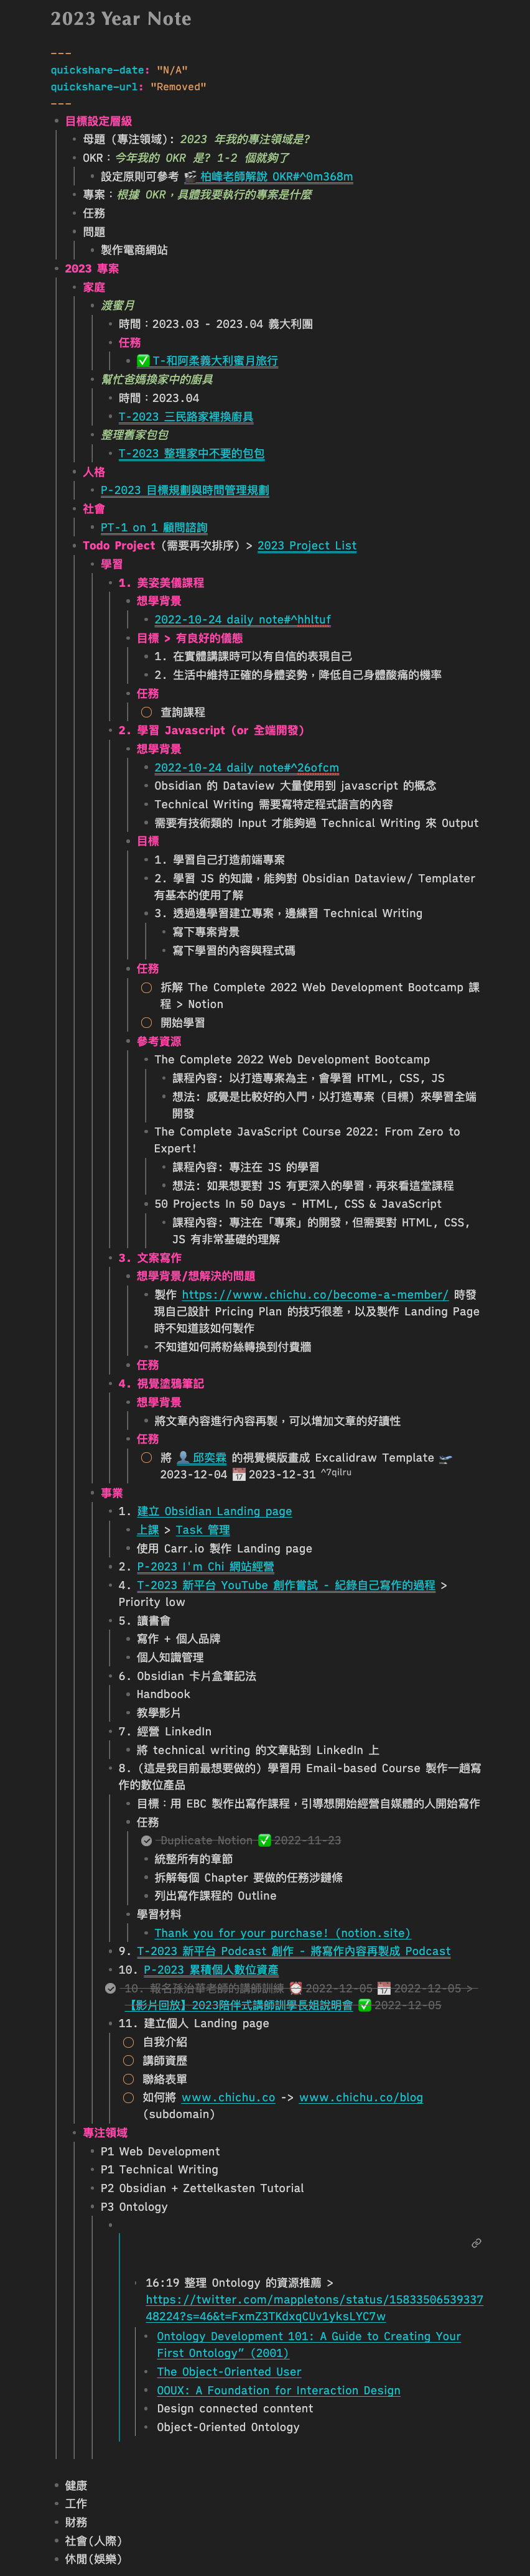 2023 Year Note
---
quickshare-date: "N/A"
quickshare-url: "Removed"
---
目標設定層級
母題 (專注領域): 2023 年我的專注領域是?
OKR：今年我的 OKR 是? 1-2 個就夠了
設定原則可參考 🎬 柏峰老師解說 OKR#^0m368m
專案：根據 OKR，具體我要執行的專案是什麼
任務
問題
製作電商網站
2023 專案
家庭
渡蜜月
時間：2023.03 - 2023.04 義大利團
任務
✅ T-和阿柔義大利蜜月旅行
幫忙爸媽換家中的廚具
時間：2023.04
T-2023 三民路家裡換廚具
整理舊家包包
T-2023 整理家中不要的包包
人格
P-2023 目標規劃與時間管理規劃
社會
PT-1 on 1 顧問諮詢
Todo Project (需要再次排序) > 2023 Project List
學習
1. 美姿美儀課程
想學背景
2022-10-24 daily note#^hhltuf
目標 > 有良好的儀態
1. 在實體講課時可以有自信的表現自己
2. 生活中維持正確的身體姿勢，降低自己身體酸痛的機率
任務
查詢課程
2. 學習 Javascript (or 全端開發)
想學背景
2022-10-24 daily note#^26ofcm
Obsidian 的 Dataview 大量使用到 javascript 的概念
Technical Writing 需要寫特定程式語言的內容
需要有技術類的 Input 才能夠過 Technical Writing 來 Output
目標
1. 學習自己打造前端專案
2. 學習 JS 的知識，能夠對 Obsidian Dataview/ Templater
有基本的使用了解
3. 透過邊學習建立專案，邊練習 Technical Writing
寫下專案背景
寫下學習的內容與程式碼
任務
拆解 The Complete 2022 Web Development Bootcamp 課
程 > Notion
開始學習
參考資源
The Complete 2022 Web Development Bootcamp
課程內容: 以打造專案為主，會學習 HTML, CSS, JS
想法: 感覺是比較好的入門，以打造專案 (目標) 來學習全端
開發
The Complete JavaScript Course 2022: From Zero to
Expert!
課程內容: 專注在 JS 的學習
想法: 如果想要對 JS 有更深入的學習，再來看這堂課程
50 Projects In 50 Days - HTML, CSS & JavaScript
課程內容: 專注在「專案」的開發，但需要對 HTML, CSS,
JS 有非常基礎的理解
3. 文案寫作
想學背景/想解決的問題
製作 https://www.chichu.co/become-a-member/ 時發
現自己設計 Pricing Plan 的技巧很差，以及製作 Landing Page
時不知道該如何製作
不知道如何將粉絲轉換到付費牆
任務
4. 視覺塗鴉筆記
想學背景
將文章內容進行內容再製，可以增加文章的好讀性
任務
將 👤 邱奕霖 的視覺模版畫成 Excalidraw Template 🛫
2023-12-04 📅 2023-12-31 ^7qilru
事業
1. 建立 Obsidian Landing page
上課 > Task 管理
使用 Carr.io 製作 Landing page
2. P-2023 I'm Chi 網站經營
4. T-2023 新平台 YouTube 創作嘗試 - 紀錄自己寫作的過程 >
Priority low
5. 讀書會
寫作 + 個人品牌
個人知識管理
6. Obsidian 卡片盒筆記法
Handbook
教學影片
7. 經營 LinkedIn
將 technical writing 的文章貼到 LinkedIn 上
8. (這是我目前最想要做的) 學習用 Email-based Course 製作一趟寫
作的數位產品
目標：用 EBC 製作出寫作課程，引導想開始經營自媒體的人開始寫作
任務
Duplicate Notion ✅ 2022-11-23
統整所有的章節
拆解每個 Chapter 要做的任務涉鏈條
列出寫作課程的 Outline
學習材料
Thank you for your purchase! (notion.site)
9. T-2023 新平台 Podcast 創作 - 將寫作內容再製成 Podcast
10. P-2023 累積個人數位資產
10. 報名孫治華老師的講師訓練 ⏰ 2022-12-05 📅 2022-12-05 >
【影片回放】2023陪伴式講師訓學長姐說明會 ✅ 2022-12-05
11. 建立個人 Landing page
自我介紹
講師資歷
聯絡表單
如何將 www.chichu.co -> www.chichu.co/blog
(subdomain)
專注領域
P1 Web Development
P1 Technical Writing
P2 Obsidian + Zettelkasten Tutorial
P3 Ontology
16:19 整理 Ontology 的資源推薦 >
https://twitter.com/mappletons/status/15833506539337
48224?s=46&t=FxmZ3TKdxqCUv1yksLYC7w
Ontology Development 101: A Guide to Creating Your
First Ontology” (2001)
The Object-Oriented User
OOUX: A Foundation for Interaction Design
Design connected conntent
Object-Oriented Ontology
健康
工作
財務
社會(人際)
休閒(娛樂)